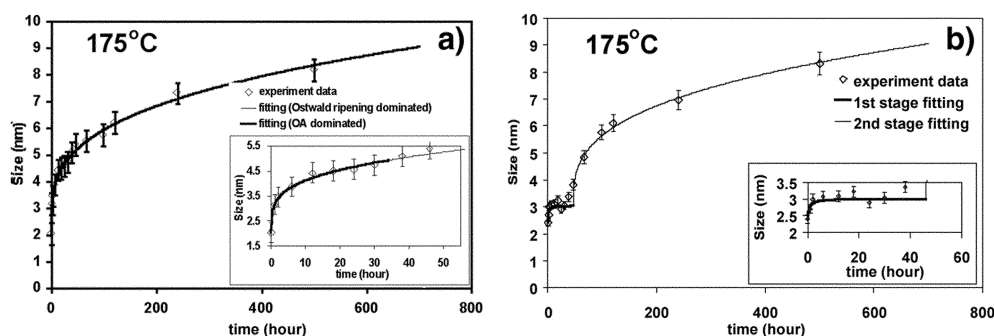 175°C
a)
10
9
8
7
6
5
4
3
2
1
0
Size (nm)
0 200 400 600 800
time (hour)
experiment data
fitting (Ostwald ripening dominated)
fitting (OA dominated)
5.5
4.5
3.5
2.5
1.5
Size (nm)
0 10 20 30 40 50
time (hour)
175°C
b)
10
9
8
7
6
5
4
3
2
1
0
Size (nm)
0 200 400 600 800
time (hour)
experiment data
1st stage fitting
2nd stage fitting
3.5
3
2.5
2
Size (nm)
0 20 40 60
time (hour)